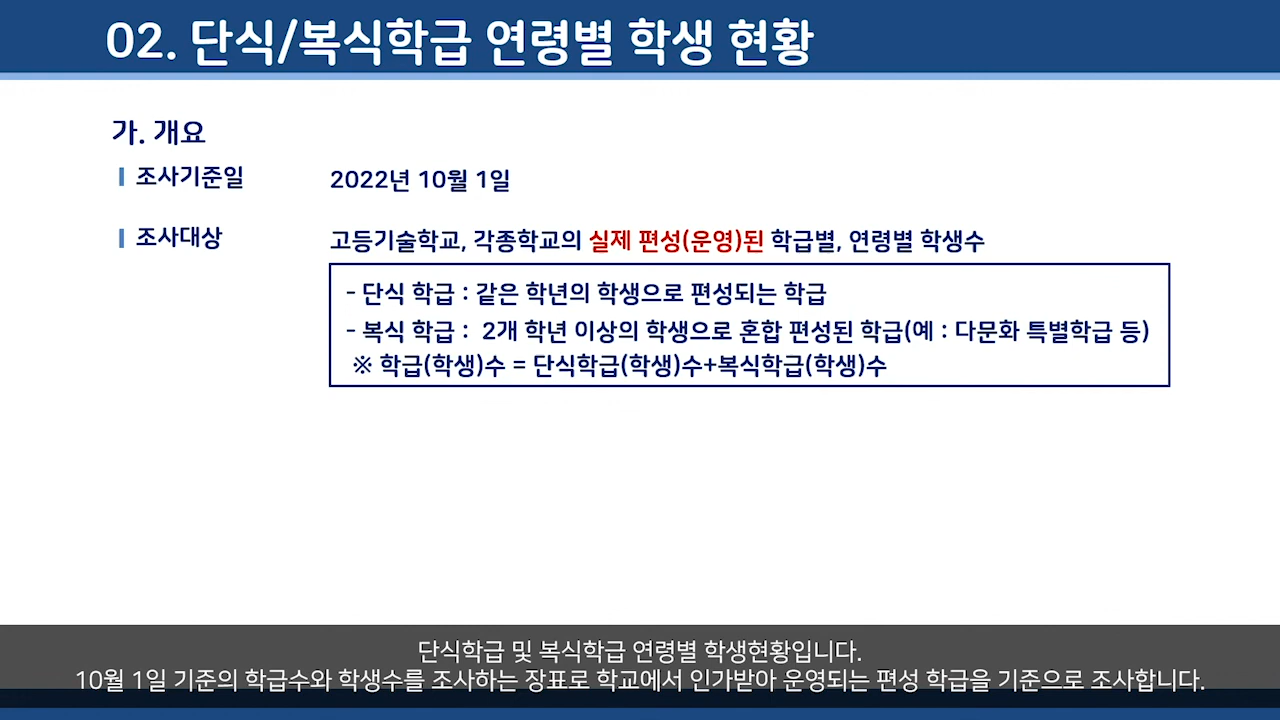 02. 단식/복식학급 연령별 학생 현황
가. 개요
조사기준일 2022년 10월 1일
조사대상 고등기술학교, 각종학교의 실제 편성(운영)된 학급별, 연령별 학생수
- 단식 학급 : 같은 학년의 학생으로 편성되는 학급
- 복식 학급 : 2개 학년 이상의 학생으로 혼합 편성된 학급(예 : 다문화 특별학급 등)
※ 학급(학생)수 = 단식학급(학생)수+복식학급(학생)수
단식학급 및 복식학급 연령별 학생현황입니다.
10월 1일 기준의 학급수와 학생수를 조사하는 장표로 학교에서 인가받아 운영되는 편성 학급을 기준으로 조사합니다.